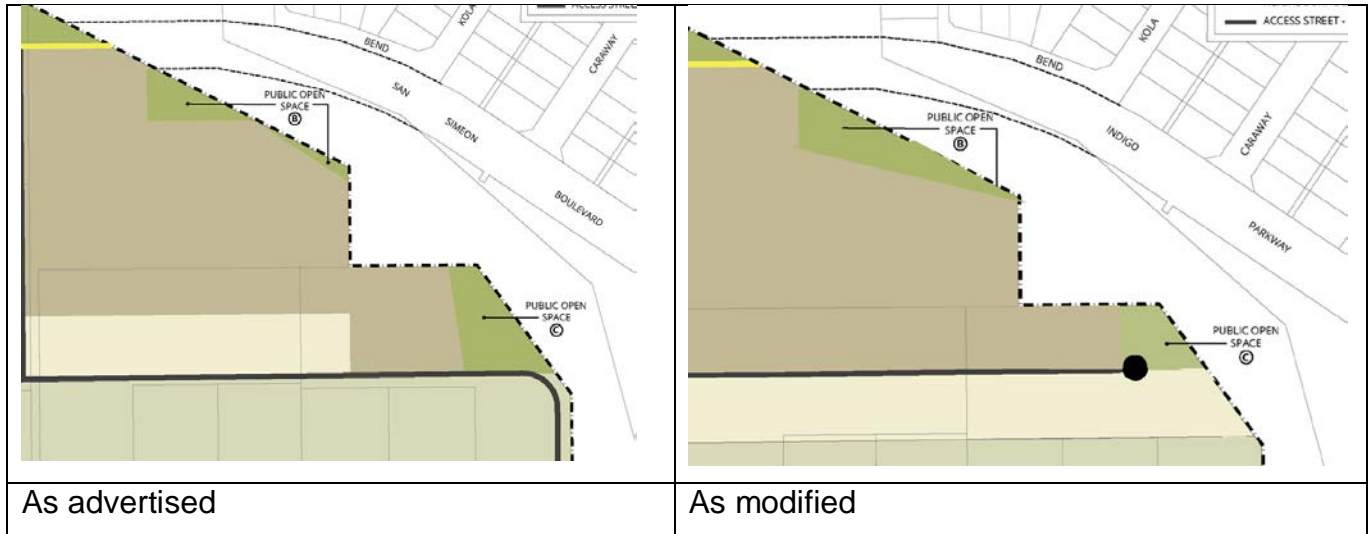 ACCESS STREET -
KOLA
BEND
CARAWAY
SAN
SIMEON
BOULEVARD
PUBLIC OPEN
SPACE
B
PUBLIC OPEN
SPACE
C
As advertised
ACCESS STREET -
KOLA
BEND
CARAWAY
INDIGO
PARKWAY
PUBLIC OPEN
SPACE
B
PUBLIC OPEN
SPACE
C
As modified